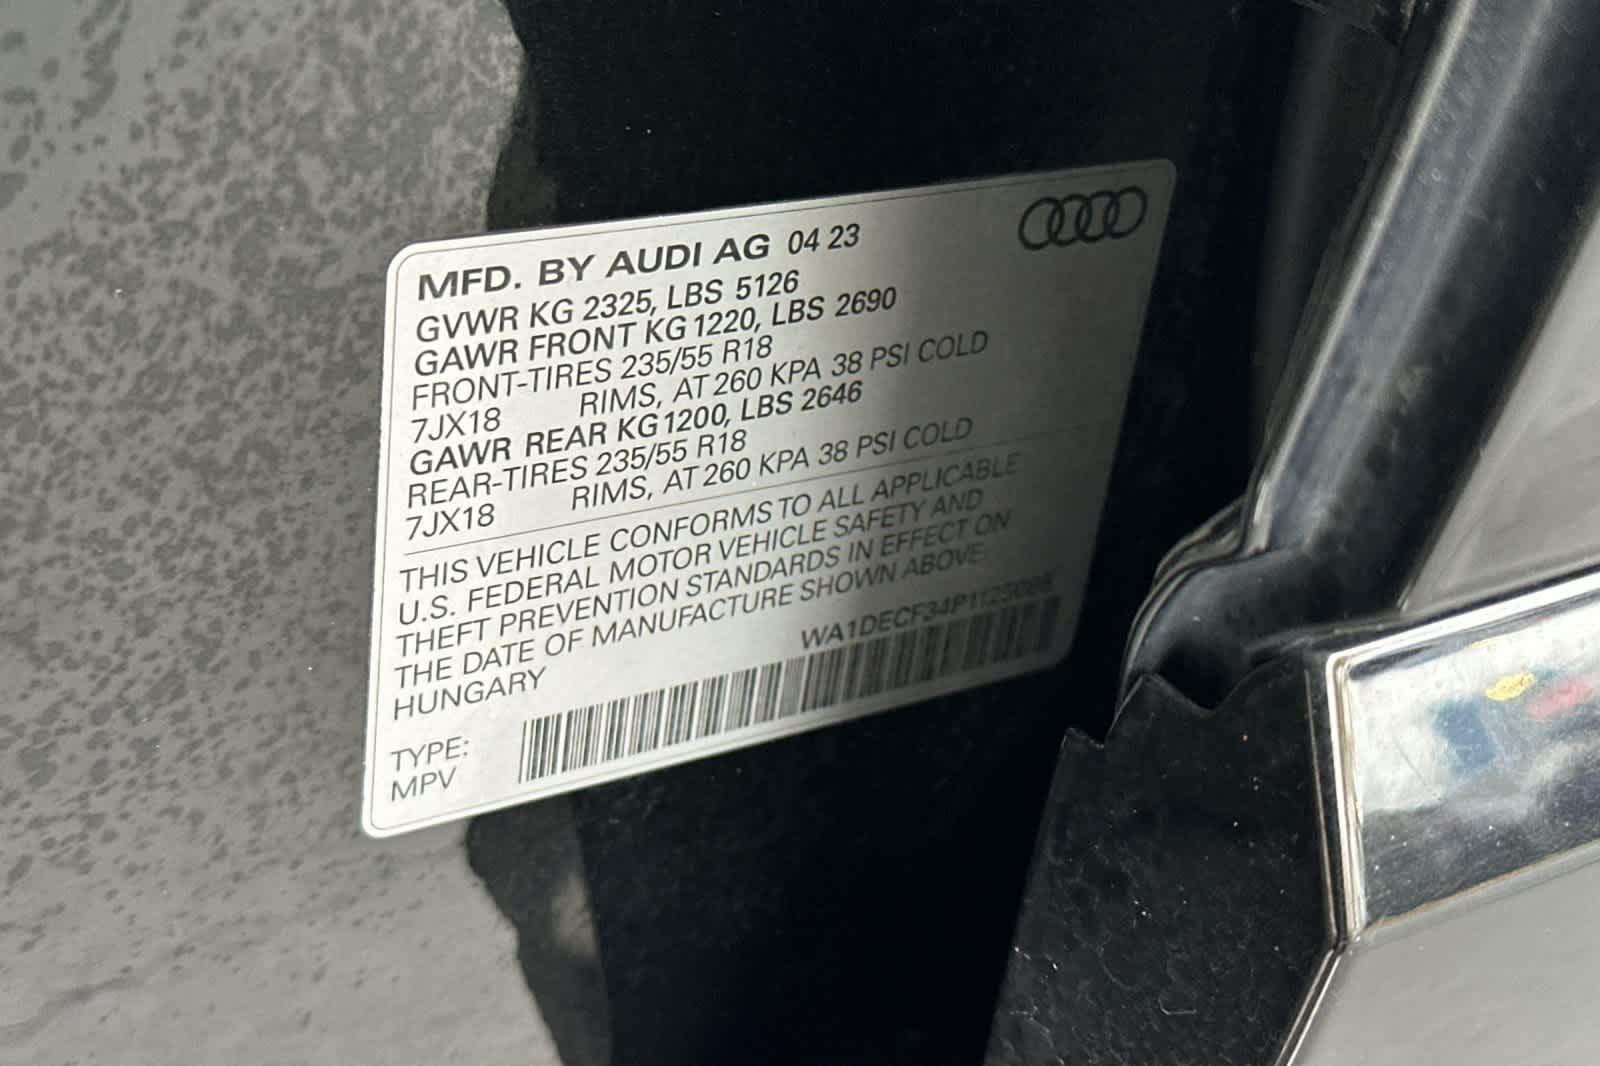 MFD. BY AUDI AG 04 23
GVWR KG 2325, LBS 5126
GAWR FRONT KG 1220, LBS 2690
FRONT-TIRES 235/55 R18
7JX18 RIMS, AT 260 KPA 38 PSI COLD
GAWR REAR KG 1200, LBS 2646
REAR-TIRES 235/55 R18
7JX18 RIMS, AT 260 KPA 38 PSI COLD
THIS VEHICLE CONFORMS TO ALL APPLICABLE
U.S. FEDERAL MOTOR VEHICLE SAFETY AND
THEFT PREVENTION STANDARDS IN EFFECT ON
THE DATE OF MANUFACTURE SHOWN ABOVE.
HUNGARY
TYPE:
MPV